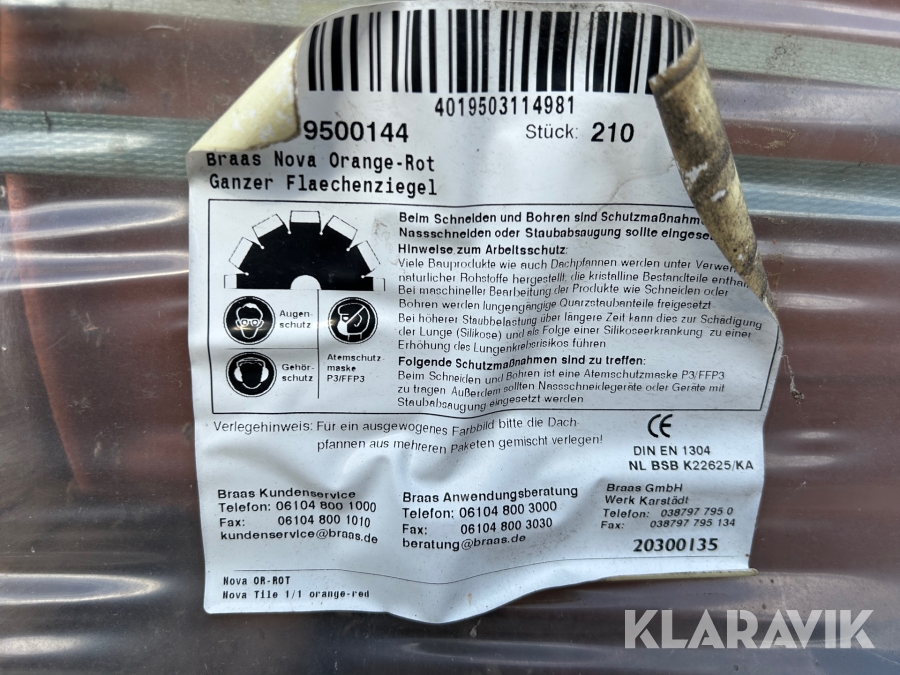 4019503114981
9500144 Stück: 210
Braas Nova Orange-Rot
Ganzer Flaechenziegel
Beim Schneiden und Bohren sind
Nassschneiden oder Staubabsaugung sollte
Hinweise zum Arbeitsschutz:
Viele Bauprodukte wie auch Dachpfannen werden unter
natürlicher Rohstoffe hergestellt, die kristalline Bestandteile
Bei maschineller Bearbeitung der Produkte wie Schneiden oder
Bohren werden lungengängige Quarzstaubanteile freigesetzt
Bei höherer Staubbelastung über längere Zeit kann dies zur Schädigung
der Lunge (Silikose) und als Folge einer Silikoseerkrankung zu einer
Erhöhung des Lungenkrebsrisikos führen
Folgende Schutzmaßnahmen sind zu treffen:
Beim Schneiden und Bohren ist eine Atemschutzmaske P3/FFP3
zu tragen Außerdem sollten Nassschneidegeräte oder Geräte mit
Staubabsaugung eingesetzt werden
Augen-
schutz
Gehör-
schutz
Atemschutz-
maske
P3/FFP3
Verlegehinweis: Für ein ausgewogenes Farbbild bitte die Dach-
pfannen aus mehreren Paketen gemischt verlegen!
CE
DIN EN 1304
NL BSB K22625/KA
Braas Kundenservice
Telefon: 06104 800 1000
Fax: 06104 800 1010
kundenservice@braas.de
Braas Anwendungsberatung
Telefon: 06104 800 3000
Fax: 06104 800 3030
beratung@braas.de
Braas GmbH
Werk Karstädt
Telefon: 038797 795 0
Fax: 038797 795 134
20300135
Nova OR-ROT
Nova Tile 1/1 orange-red
KLARAVIK